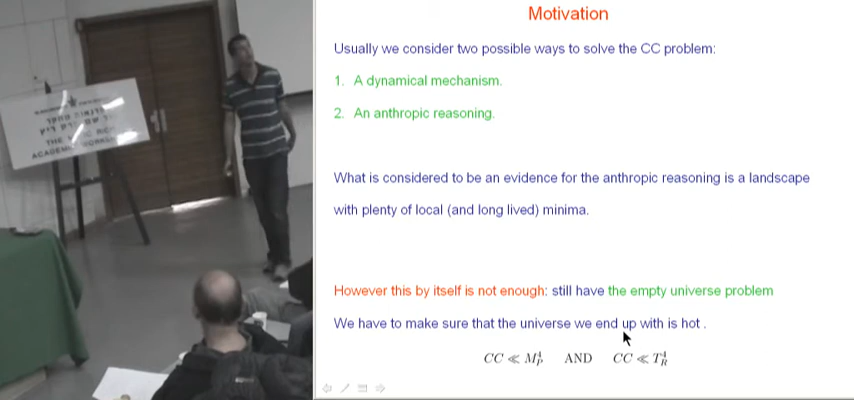 THE
ACADEM
Motivation
Usually we consider two possible ways to solve the CC problem:
1. A dynamical mechanism.
2. An anthropic reasoning.
What is considered to be an evidence for the anthropic reasoning is a landscape
with plenty of local (and long lived) minima.
However this by itself is not enough: still have the empty universe problem
We have to make sure that the universe we end up with is hot .
CC ≪ M_P^4 AND CC ≪ T_R^4